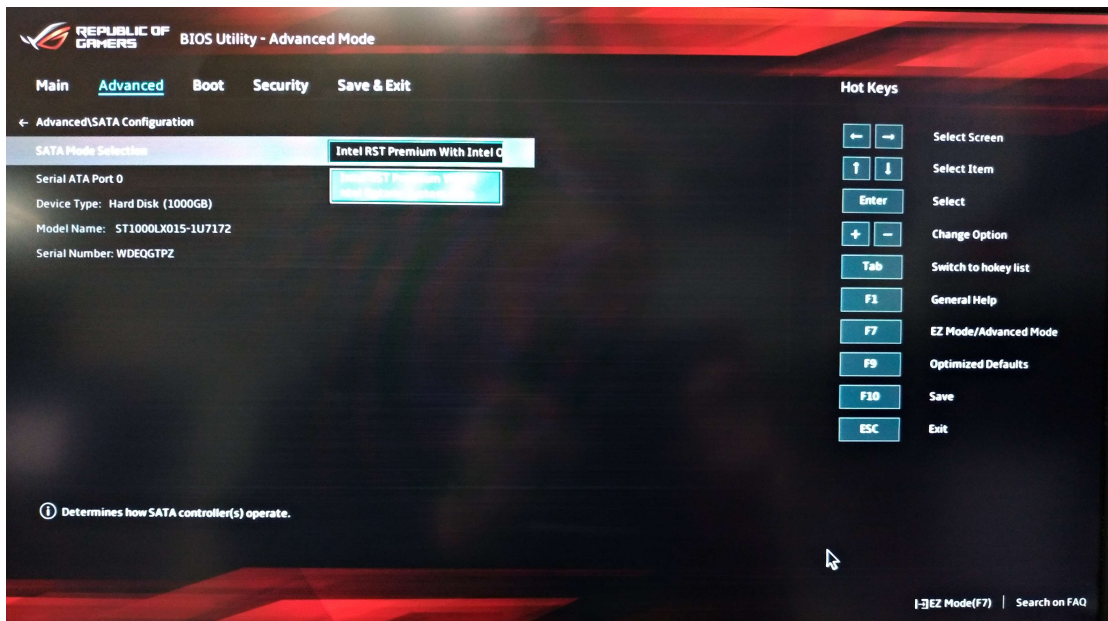 REPUBLIC OF
GAMERS
BIOS Utility - Advanced Mode
Main Advanced Boot Security Save & Exit
Hot Keys
← Advanced\SATA Configuration
SATA Mode Selection
Intel RST Premium With Intel O
Serial ATA Port 0
Device Type: Hard Disk (1000GB)
Model Name: ST1000LX015-1U7172
Serial Number: WDEQGTPZ
Intel RST Premium
← → Select Screen
↑ ↓ Select Item
Enter Select
+ - Change Option
Tab Switch to hokey list
F1 General Help
F7 EZ Mode/Advanced Mode
F9 Optimized Defaults
F10 Save
ESC Exit
Determines how SATA controller(s) operate.
EZ Mode(F7) | Search on FAQ